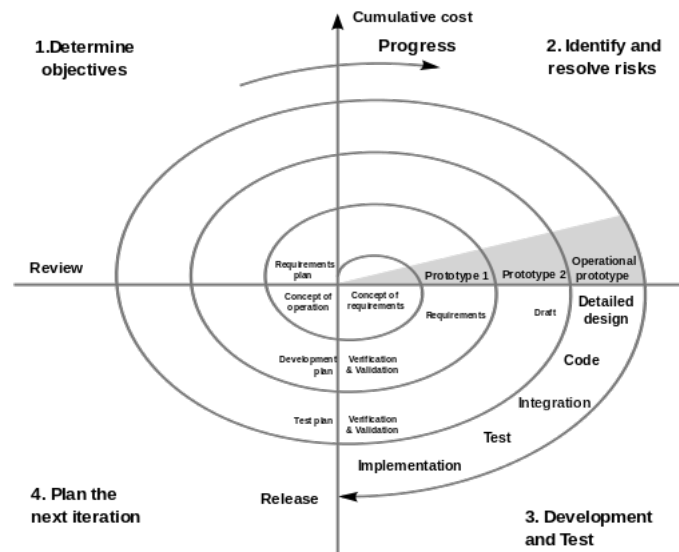 Cumulative cost
1.Determine
objectives
Progress
2. Identify and
resolve risks
Review
Requirements
plan
Prototype 1
Prototype 2
Operational
prototype
Concept of
operation
Concept of
requirements
Requirements
Draft
Detailed
design
Development
plan
Verification
& Validation
Code
Integration
Test plan
Verification
& Validation
Test
Implementation
4. Plan the
next iteration
Release
3. Development
and Test